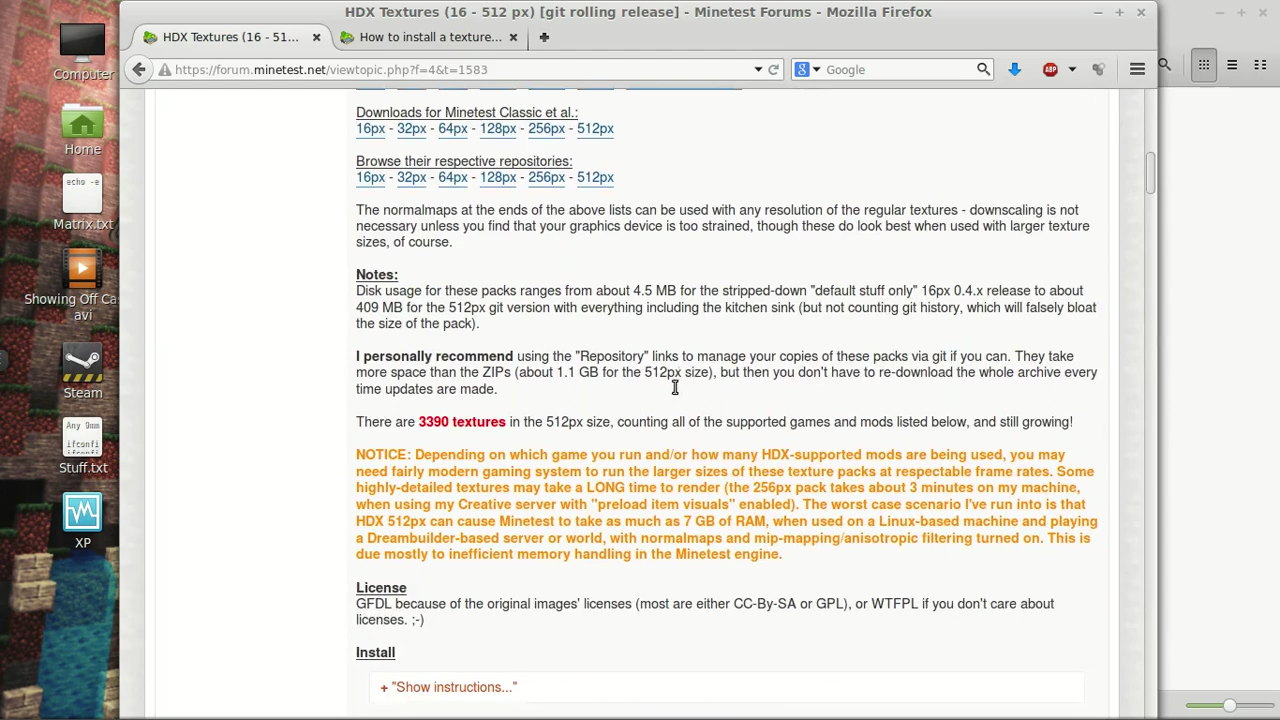 HDX Textures (16 - 512 px) [git rolling release] - Minetest Forums - Mozilla Firefox
HDX Textures (16 - 51...
How to install a texture...
https://forum.minetest.net/viewtopic.php?f=4&t=1583
Google
ABP
Computer
Home
echo -e
Matrix.txt
Showing Off Cas
avi
Steam
Any 9mm
ifconfi
ifconfi
Stuff.txt
XP
Downloads for Minetest Classic et al.:
16px - 32px - 64px - 128px - 256px - 512px
Browse their respective repositories:
16px - 32px - 64px - 128px - 256px - 512px
The normalmaps at the ends of the above lists can be used with any resolution of the regular textures - downscaling is not
necessary unless you find that your graphics device is too strained, though these do look best when used with larger texture
sizes, of course.
Notes:
Disk usage for these packs ranges from about 4.5 MB for the stripped-down "default stuff only" 16px 0.4.x release to about
409 MB for the 512px git version with everything including the kitchen sink (but not counting git history, which will falsely bloat
the size of the pack).
I personally recommend using the "Repository" links to manage your copies of these packs via git if you can. They take
more space than the ZIPs (about 1.1 GB for the 512px size), but then you don't have to re-download the whole archive every
time updates are made.
There are 3390 textures in the 512px size, counting all of the supported games and mods listed below, and still growing!
NOTICE: Depending on which game you run and/or how many HDX-supported mods are being used, you may
need fairly modern gaming system to run the larger sizes of these texture packs at respectable frame rates. Some
highly-detailed textures may take a LONG time to render (the 256px pack takes about 3 minutes on my machine,
when using my Creative server with "preload item visuals" enabled). The worst case scenario I've run into is that
HDX 512px can cause Minetest to take as much as 7 GB of RAM, when used on a Linux-based machine and playing
a Dreambuilder-based server or world, with normalmaps and mip-mapping/anisotropic filtering turned on. This is
due mostly to inefficient memory handling in the Minetest engine.
License
GFDL because of the original images' licenses (most are either CC-By-SA or GPL), or WTFPL if you don't care about
licenses. ;-)
Install
+ "Show instructions..."